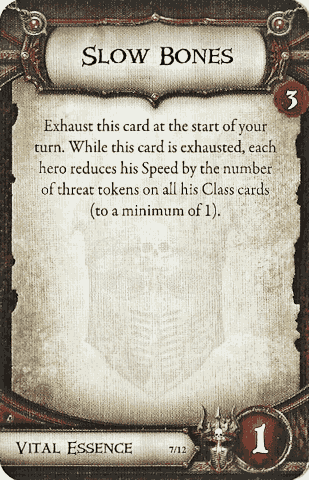 Slow Bones
3
Exhaust this card at the start of your
turn. While this card is exhausted, each
hero reduces his Speed by the number
of threat tokens on all his Class cards
(to a minimum of 1).
Vital Essence 7/12 1